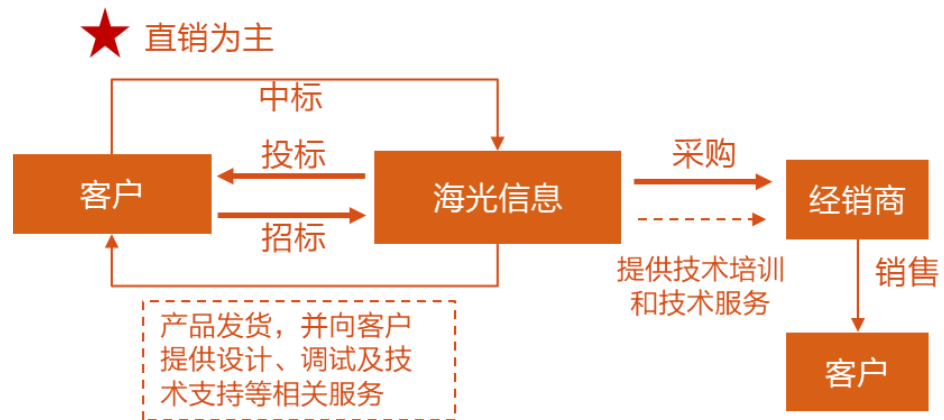 直销为主
中标
投标
采购
客户
海光信息
经销商
招标
提供技术培训
和技术服务
销售
产品发货，并向客户
提供设计、调试及技
术支持等相关服务
客户